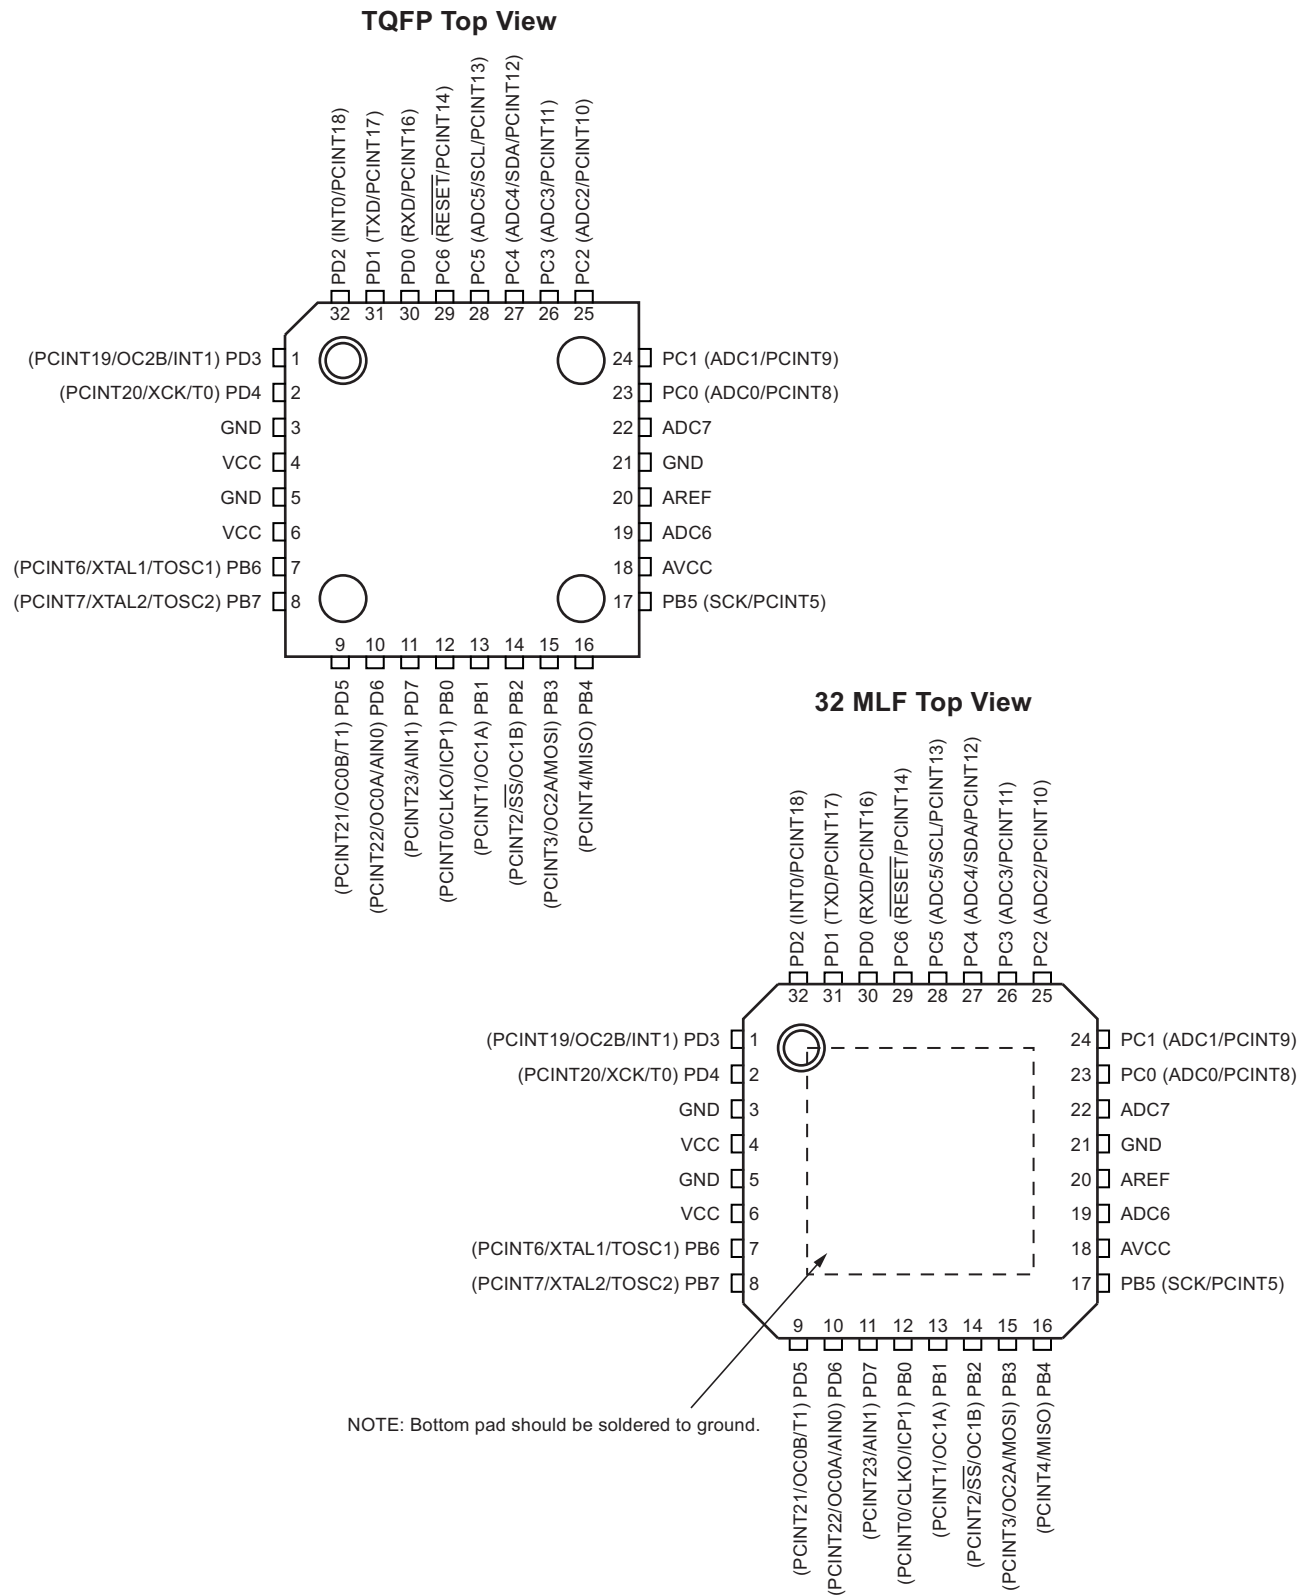 TQFP Top View
PD2 (INT0/PCINT18)
PD1 (TXD/PCINT17)
PD0 (RXD/PCINT16)
PC6 (RESET/PCINT14)
PC5 (ADC5/SCL/PCINT13)
PC4 (ADC4/SDA/PCINT12)
PC3 (ADC3/PCINT11)
PC2 (ADC2/PCINT10)
32 31 30 29 28 27 26 25
(PCINT19/OC2B/INT1) PD3 1
(PCINT20/XCK/T0) PD4 2
GND 3
VCC 4
GND 5
VCC 6
(PCINT6/XTAL1/TOSC1) PB6 7
(PCINT7/XTAL2/TOSC2) PB7 8
24 PC1 (ADC1/PCINT9)
23 PC0 (ADC0/PCINT8)
22 ADC7
21 GND
20 AREF
19 ADC6
18 AVCC
17 PB5 (SCK/PCINT5)
9 10 11 12 13 14 15 16
(PCINT21/OC0B/T1) PD5
(PCINT22/OC0A/AIN0) PD6
(PCINT23/AIN1) PD7
(PCINT0/CLKO/ICP1) PB0
(PCINT1/OC1A) PB1
(PCINT2/SS/OC1B) PB2
(PCINT3/OC2A/MOSI) PB3
(PCINT4/MISO) PB4
32 MLF Top View
PD2 (INT0/PCINT18)
PD1 (TXD/PCINT17)
PD0 (RXD/PCINT16)
PC6 (RESET/PCINT14)
PC5 (ADC5/SCL/PCINT13)
PC4 (ADC4/SDA/PCINT12)
PC3 (ADC3/PCINT11)
PC2 (ADC2/PCINT10)
32 31 30 29 28 27 26 25
(PCINT19/OC2B/INT1) PD3 1
(PCINT20/XCK/T0) PD4 2
GND 3
VCC 4
GND 5
VCC 6
(PCINT6/XTAL1/TOSC1) PB6 7
(PCINT7/XTAL2/TOSC2) PB7 8
24 PC1 (ADC1/PCINT9)
23 PC0 (ADC0/PCINT8)
22 ADC7
21 GND
20 AREF
19 ADC6
18 AVCC
17 PB5 (SCK/PCINT5)
9 10 11 12 13 14 15 16
(PCINT21/OC0B/T1) PD5
(PCINT22/OC0A/AIN0) PD6
(PCINT23/AIN1) PD7
(PCINT0/CLKO/ICP1) PB0
(PCINT1/OC1A) PB1
(PCINT2/SS/OC1B) PB2
(PCINT3/OC2A/MOSI) PB3
(PCINT4/MISO) PB4
NOTE: Bottom pad should be soldered to ground.